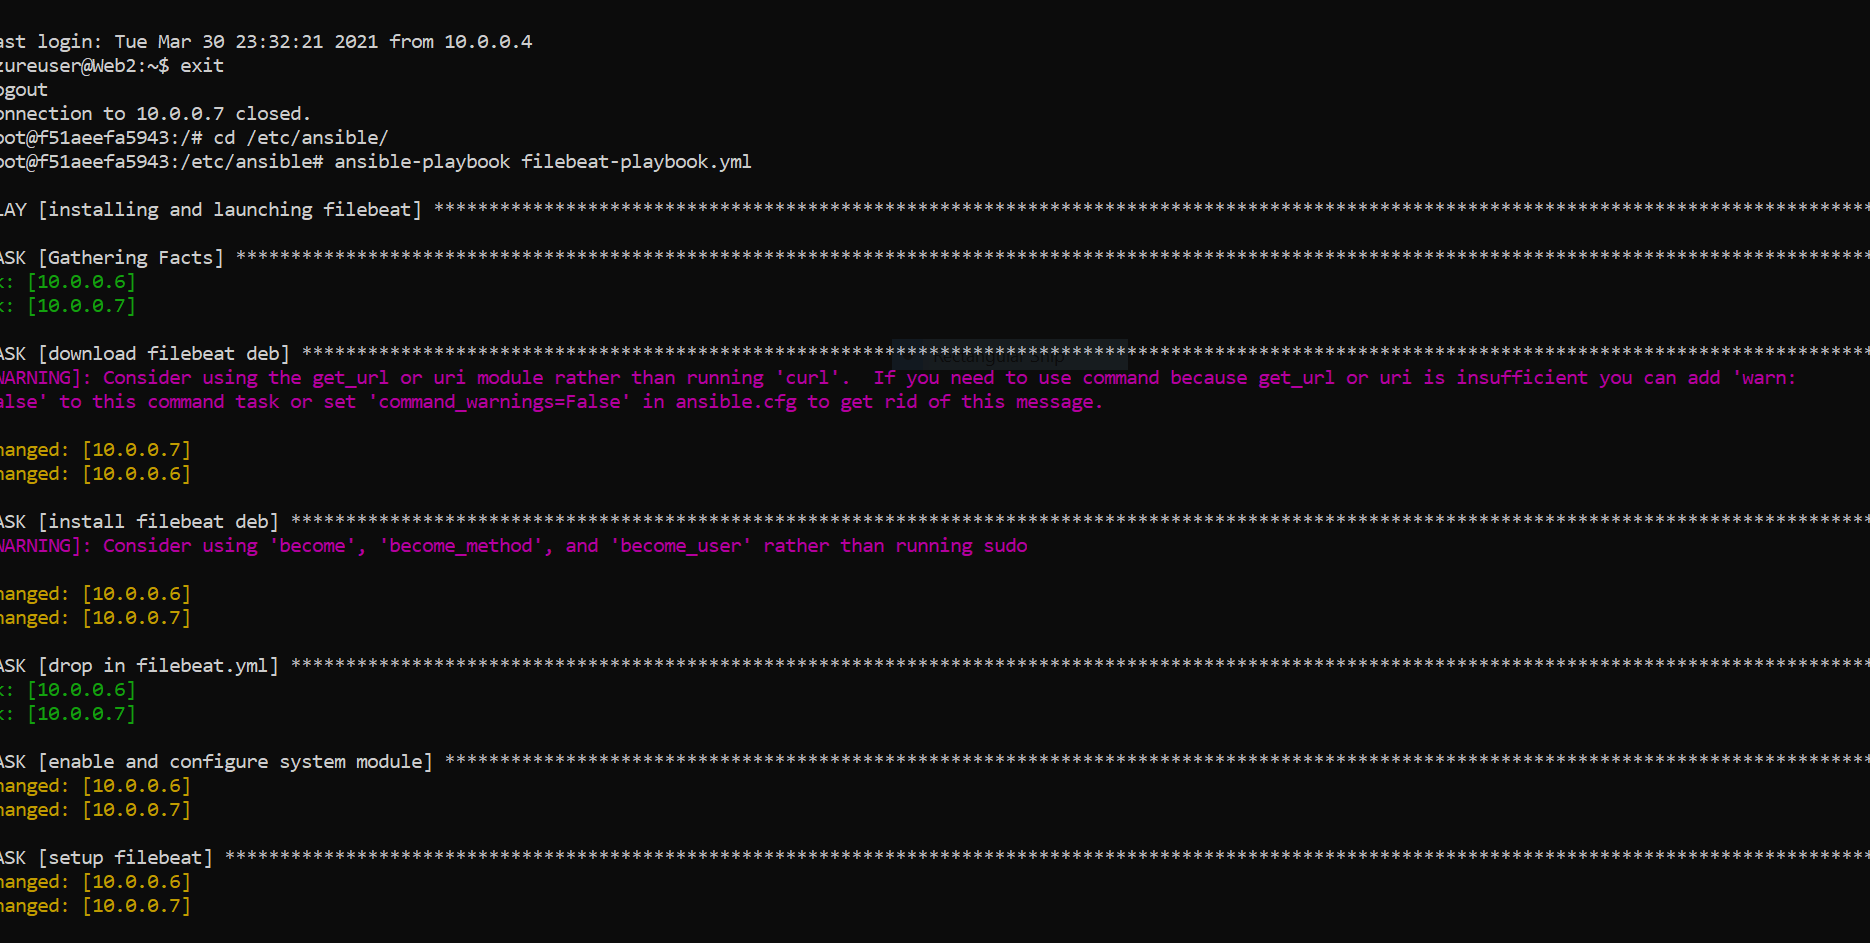 ast login: Tue Mar 30 23:32:21 2021 from 10.0.0.4
zureuser@Web2:~$ exit
ogout
onnection to 10.0.0.7 closed.
oot@f51aeefa5943:/# cd /etc/ansible/
oot@f51aeefa5943:/etc/ansible# ansible-playbook filebeat-playbook.yml
LAY [installing and launching filebeat] **********************************************************************************************************************************
ASK [Gathering Facts] ****************************************************************************************************************************************************
k: [10.0.0.6]
k: [10.0.0.7]
ASK [download filebeat deb] **********************************************************************************************************************************************
WARNING]: Consider using the get_url or uri module rather than running 'curl'.  If you need to use command because get_url or uri is insufficient you can add 'warn:
alse' to this command task or set 'command_warnings=False' in ansible.cfg to get rid of this message.
hanged: [10.0.0.7]
hanged: [10.0.0.6]
ASK [install filebeat deb] ***********************************************************************************************************************************************
WARNING]: Consider using 'become', 'become_method', and 'become_user' rather than running sudo
hanged: [10.0.0.6]
hanged: [10.0.0.7]
ASK [drop in filebeat.yml] ***********************************************************************************************************************************************
k: [10.0.0.6]
k: [10.0.0.7]
ASK [enable and configure system module] *********************************************************************************************************************************
hanged: [10.0.0.6]
hanged: [10.0.0.7]
ASK [setup filebeat] *****************************************************************************************************************************************************
hanged: [10.0.0.6]
hanged: [10.0.0.7]